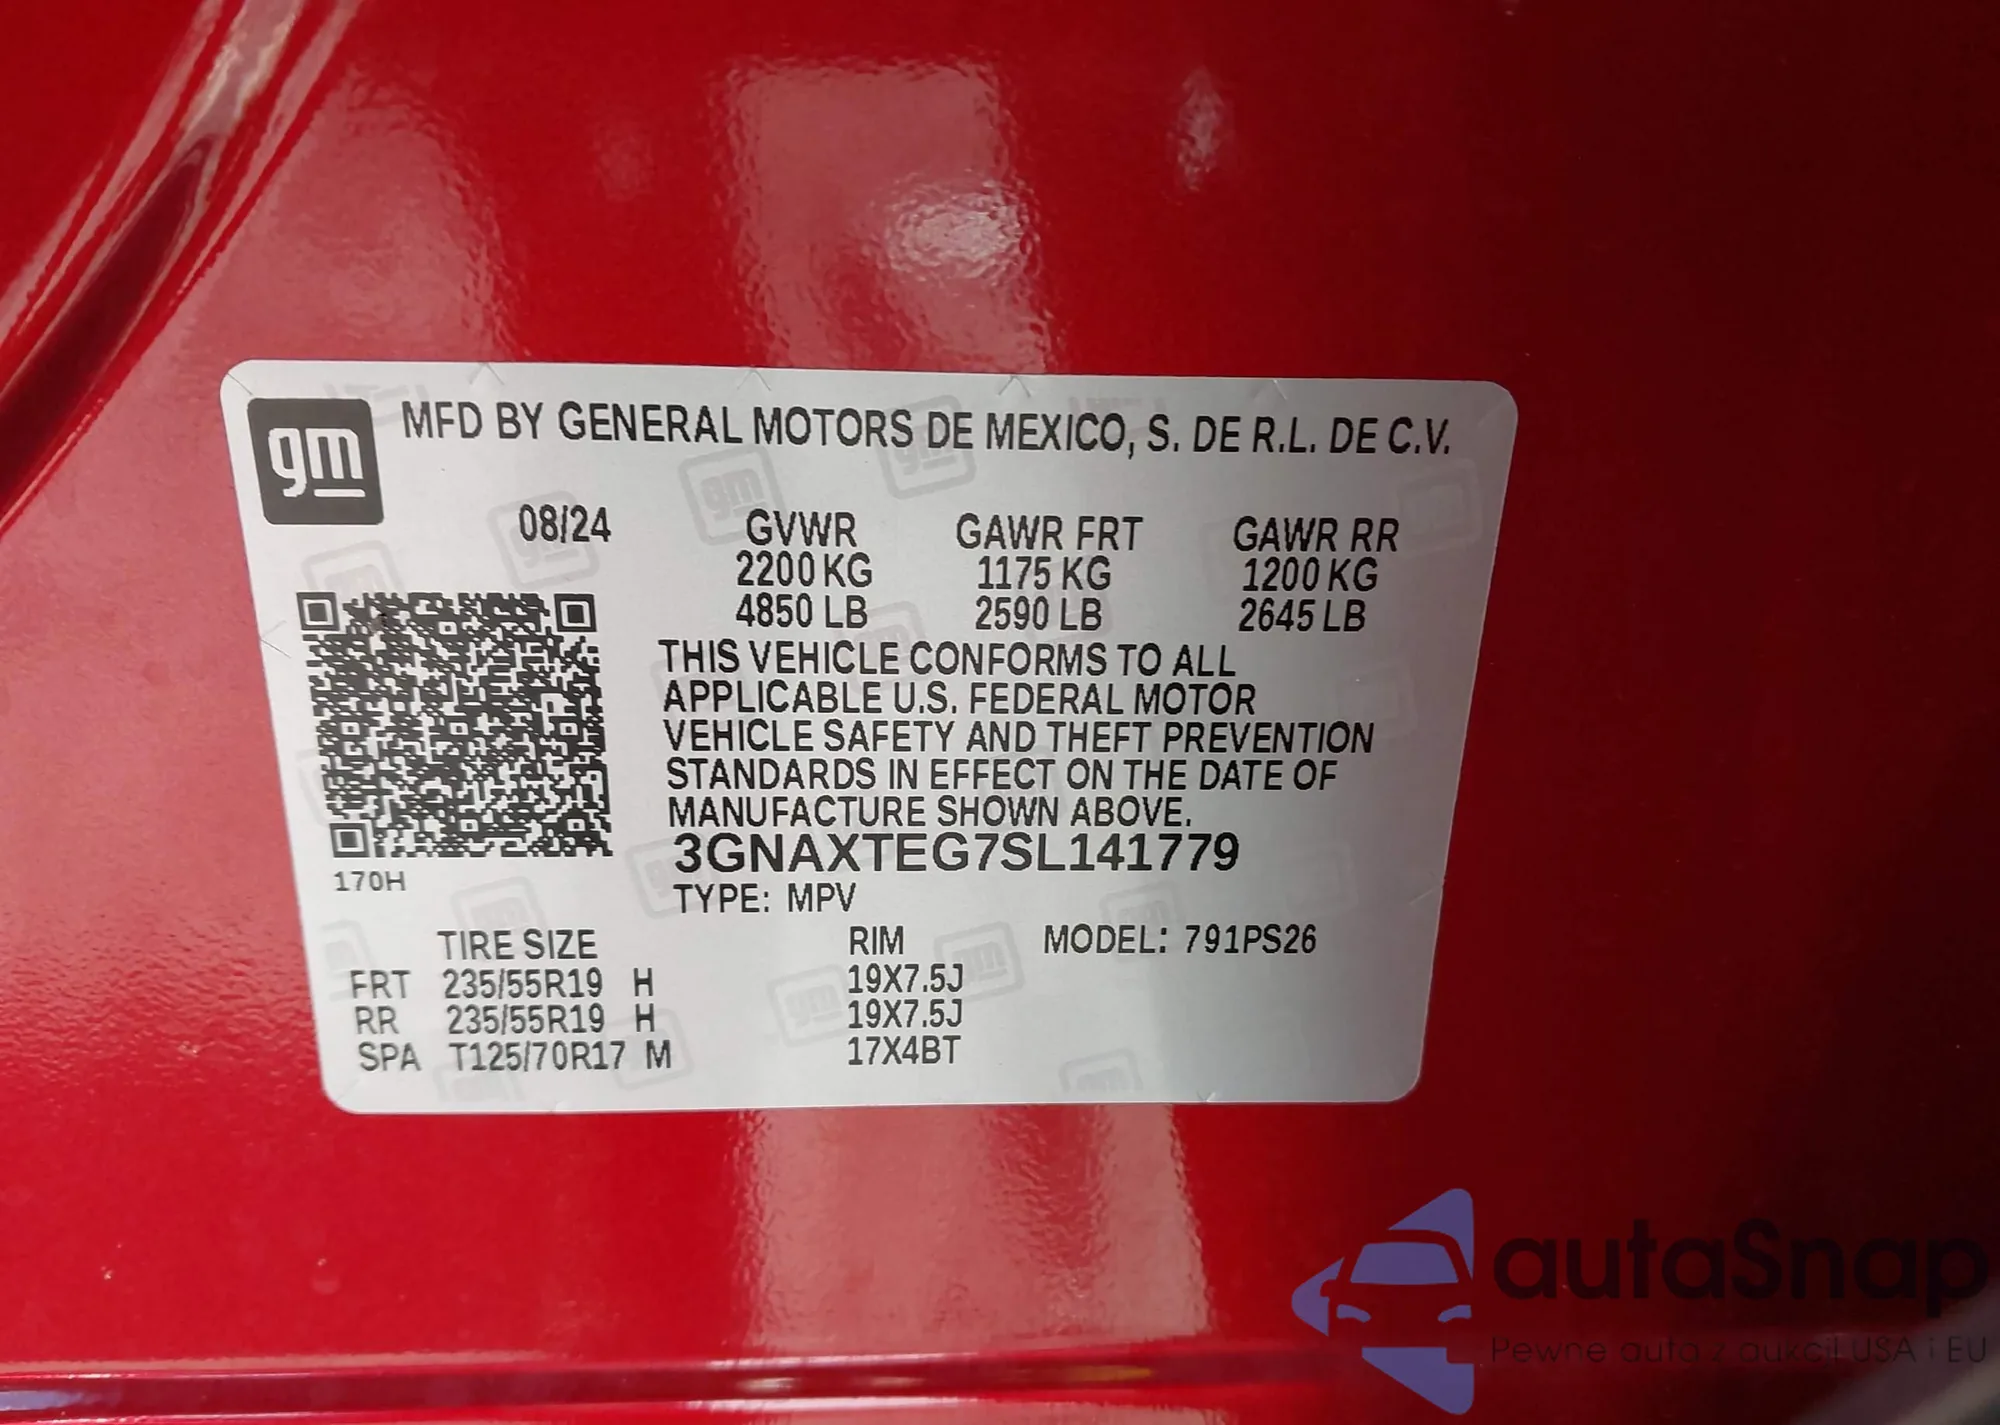 gm MFD BY GENERAL MOTORS DE MEXICO, S. DE R.L. DE C.V.
08/24 GVWR GAWR FRT GAWR RR
2200 KG 1175 KG 1200 KG
4850 LB 2590 LB 2645 LB
THIS VEHICLE CONFORMS TO ALL
APPLICABLE U.S. FEDERAL MOTOR
VEHICLE SAFETY AND THEFT PREVENTION
STANDARDS IN EFFECT ON THE DATE OF
MANUFACTURE SHOWN ABOVE.
3GNAXTEG7SL141779
170H
TYPE: MPV
TIRE SIZE RIM MODEL: 791PS26
FRT 235/55R19 H 19X7.5J
RR 235/55R19 H 19X7.5J
SPA T125/70R17 M 17X4BT
autaSnap
Pewne auta z aukcji USA i EU